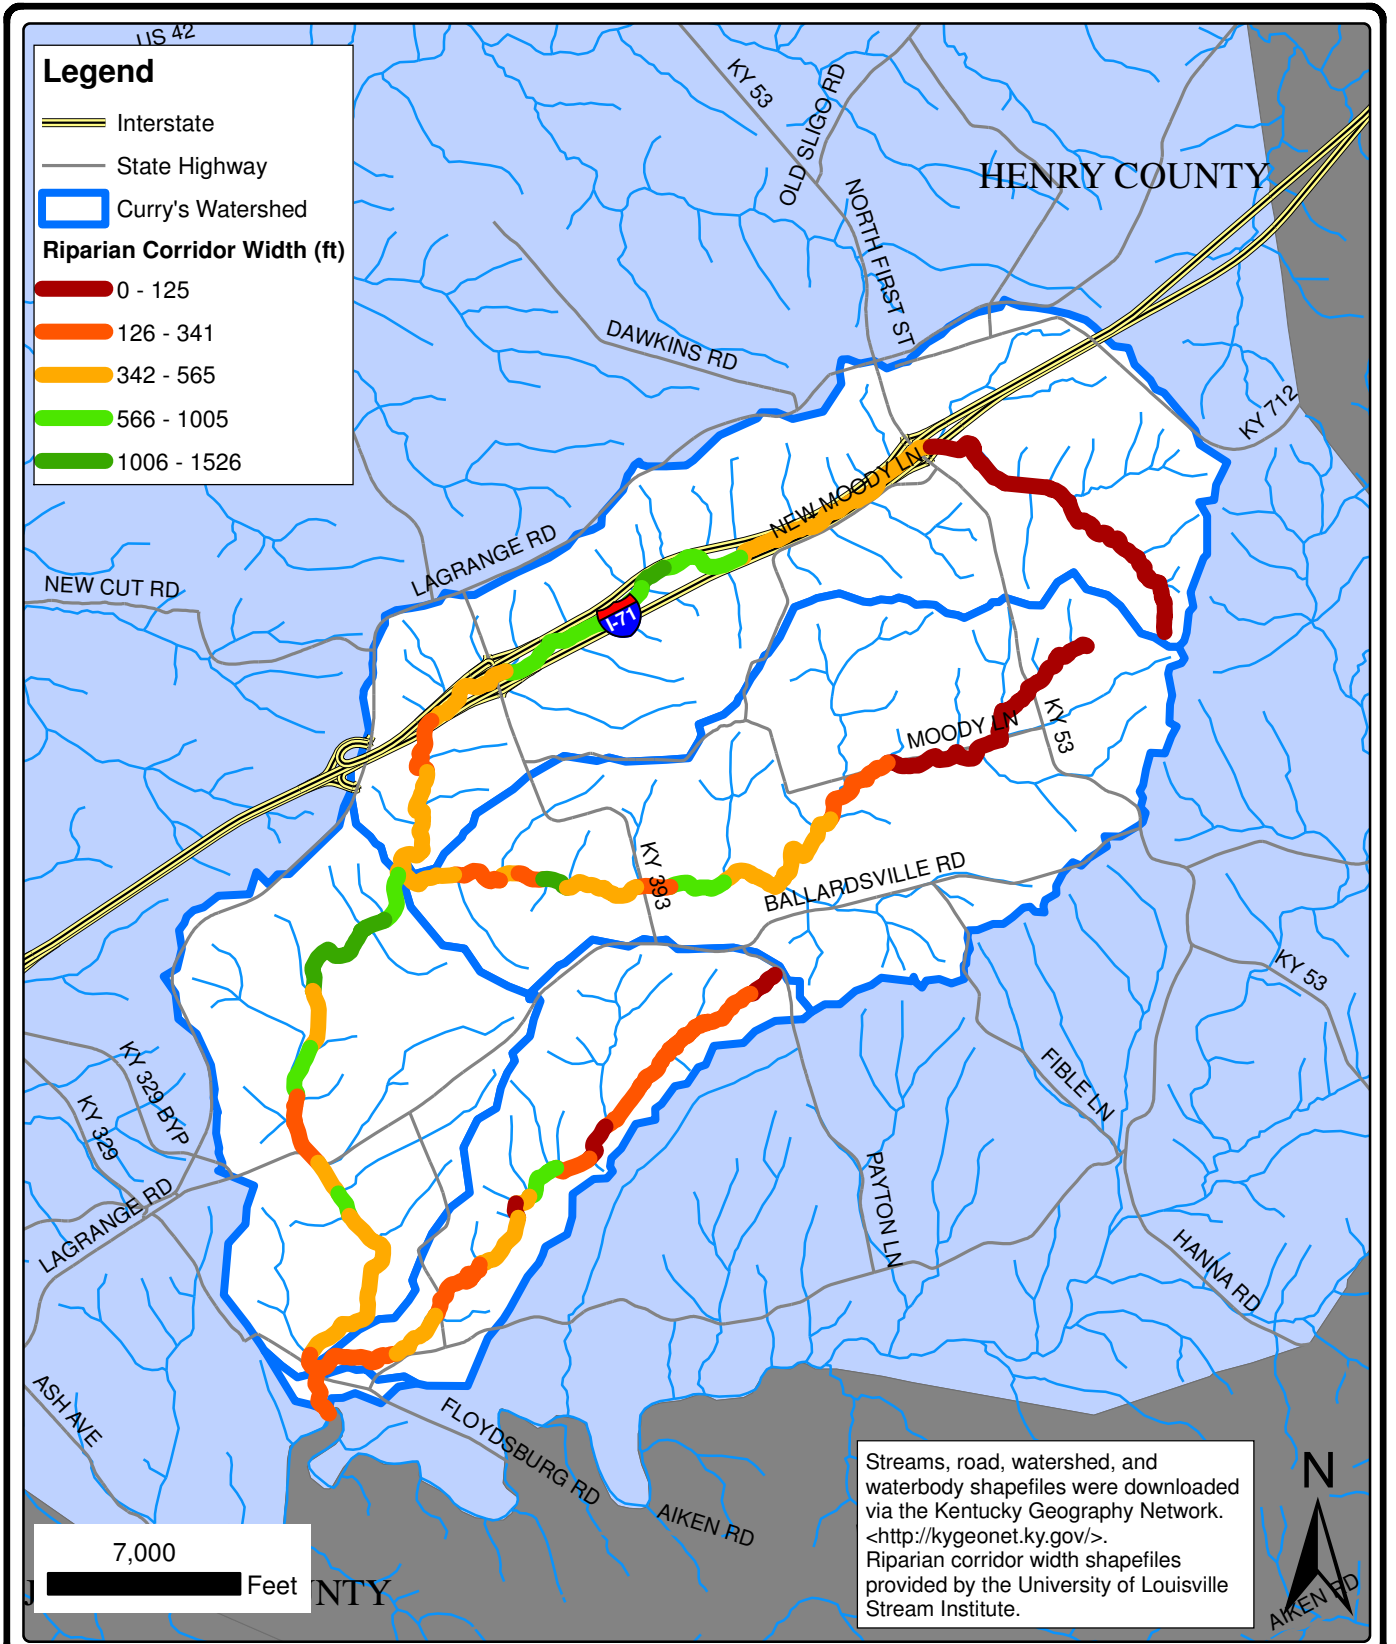 US 42
Legend
Interstate
State Highway
Curry's Watershed
Riparian Corridor Width (ft)
0 - 125
126 - 341
342 - 565
566 - 1005
1006 - 1526
KY 53
OLD SLIGO RD
HENRY COUNTY
NORTH FIRST ST
DAWKINS RD
KY 712
NEW MOODY LN
LAGRANGE RD
NEW CUT RD
I-71
MOODY LN
KY 53
KY 393
BALLARDSVILLE RD
KY 53
KY 329 BYP
KY 329
FIBLE LN
LAGRANGE RD
PAYTON LN
HANNA RD
ASH AVE
FLOYDSBURG RD
AIKEN RD
Streams, road, watershed, and
waterbody shapefiles were downloaded
via the Kentucky Geography Network.
<http://kygeonet.ky.gov/>.
Riparian corridor width shapefiles
provided by the University of Louisville
Stream Institute.
N
AIKEN RD
7,000
Feet
NTY